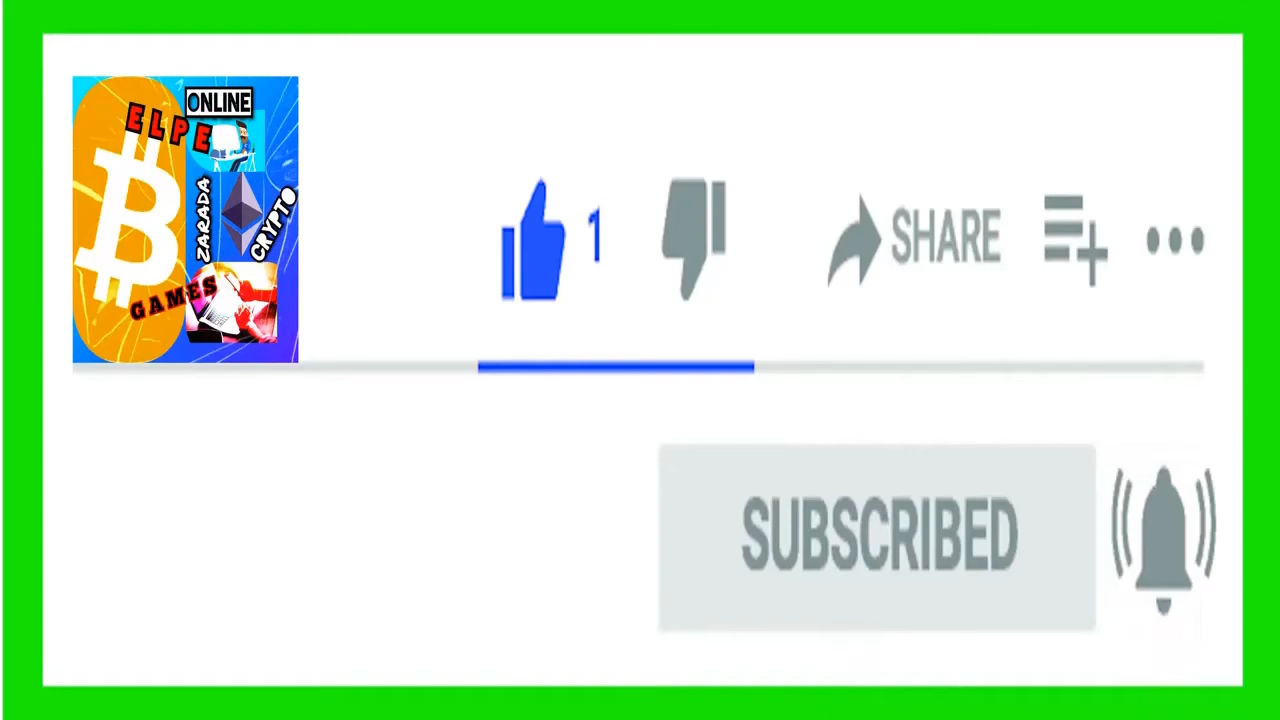 ONLINE
ELPE
ZARADA
CRYPTO
GAMES
1
SHARE
SUBSCRIBED